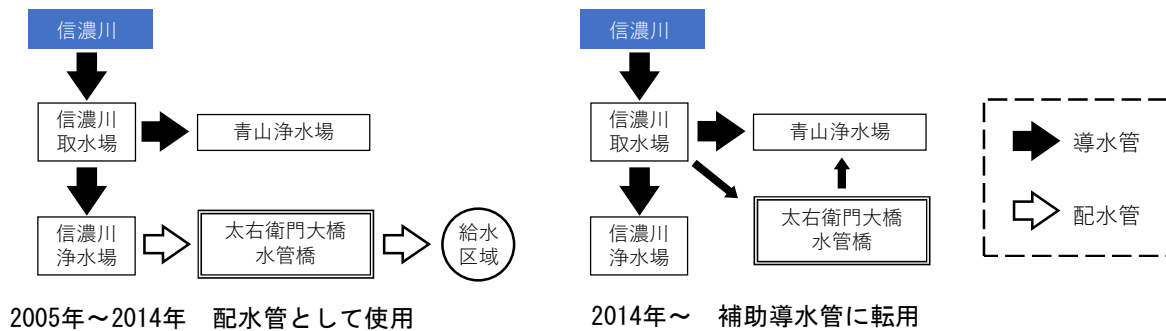 信濃川
信濃川
取水場
青山浄水場
信濃川
浄水場
太右衛門大橋
水管橋
給水
区域
2005年～2014年 配水管として使用
信濃川
信濃川
取水場
青山浄水場
信濃川
浄水場
太右衛門大橋
水管橋
2014年～ 補助導水管に転用
導水管
配水管